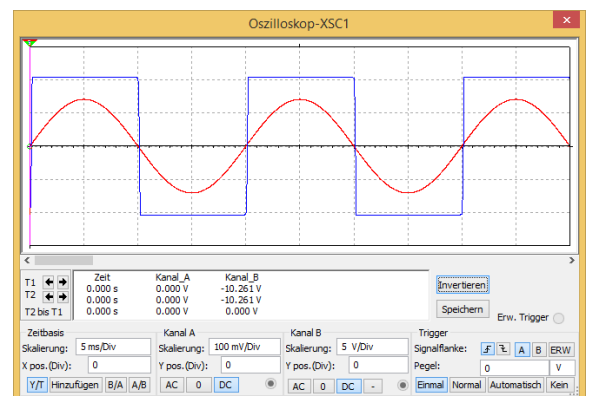 Oszilloskop-XSC1
Zeit Kanal_A Kanal_B
T1 0.000 s 0.000 V -10.261 V
T2 0.000 s 0.000 V -10.261 V
T2 bis T1 0.000 s 0.000 V 0.000 V
Invertieren
Speichern
Erw. Trigger
Zeitbasis Kanal A Kanal B Trigger
Skalierung: 5 ms/Div Skalierung: 100 mV/Div Skalierung: 5 V/Div Signalflanke: A B ERW
X pos.(Div): 0 Y pos.(Div): 0 Y pos.(Div): 0 Pegel: 0 V
Y/T Hinzufügen B/A A/B AC 0 DC AC 0 DC - Einmal Normal Automatisch Kein